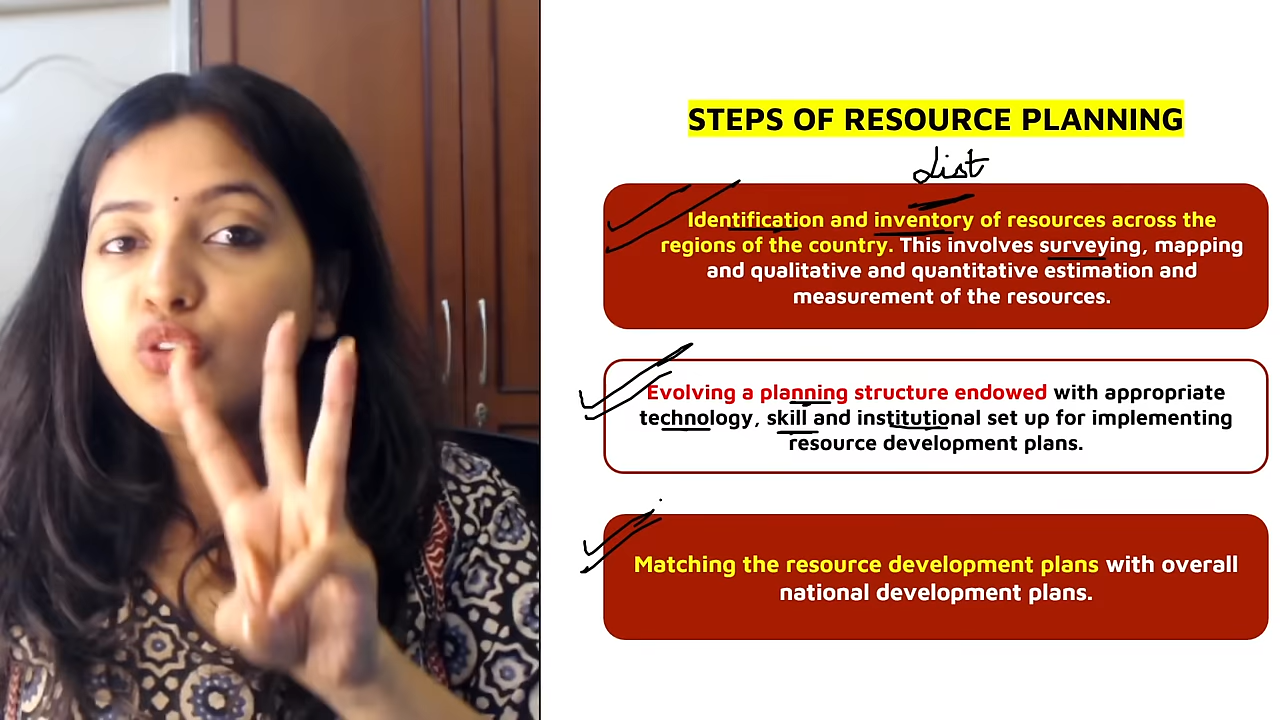 STEPS OF RESOURCE PLANNING
List
Identification and inventory of resources across the
regions of the country. This involves surveying, mapping
and qualitative and quantitative estimation and
measurement of the resources.
Evolving a planning structure endowed with appropriate
technology, skill and institutional set up for implementing
resource development plans.
Matching the resource development plans with overall
national development plans.